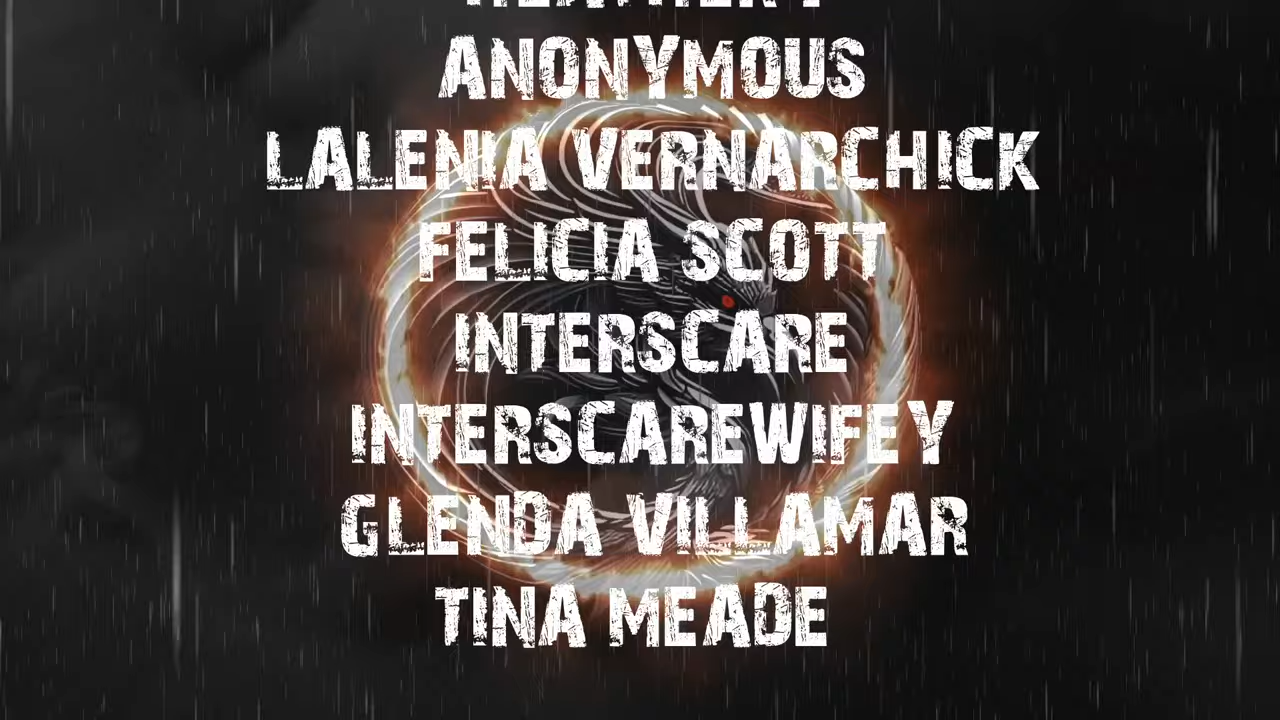 ANONYMOUS
LALENIA VERNARCHICK
FELICIA SCOTT
INTERSCARE
INTERSCAREWIFEY
GLENDA VILLAMAR
TINA MEADE